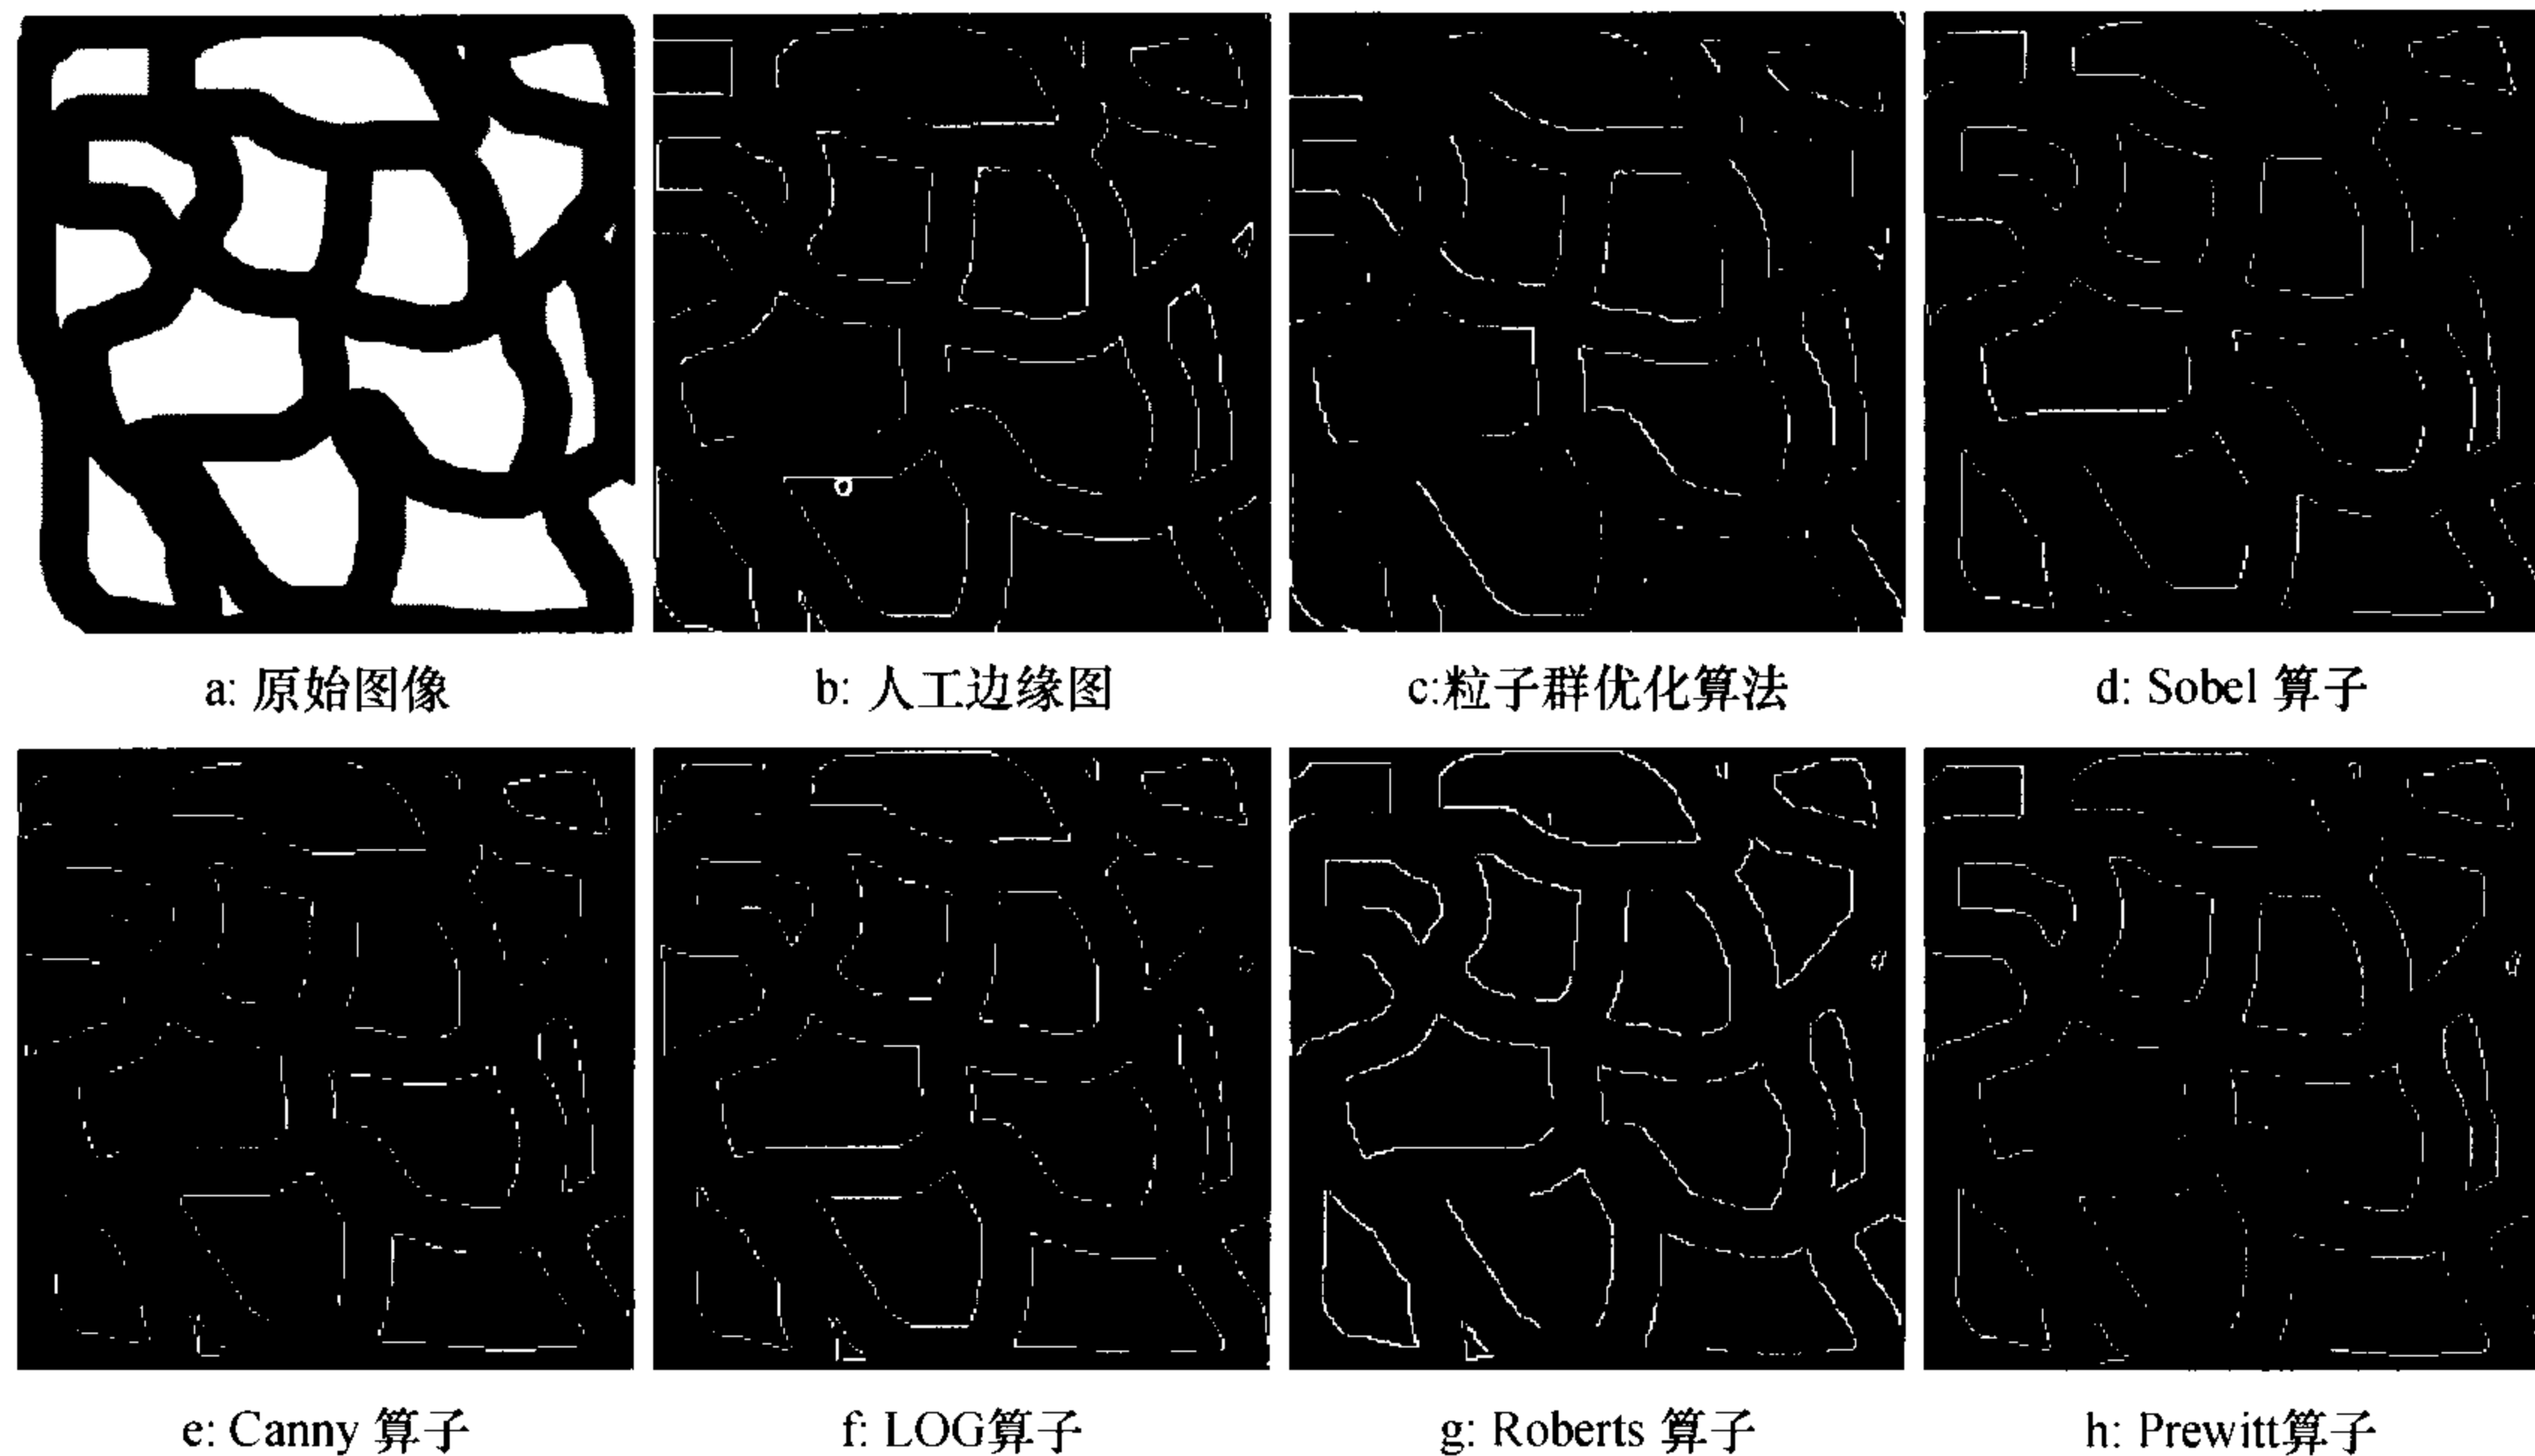 a: 原始图像
b: 人工边缘图
c:粒子群优化算法
d: Sobel 算子
e: Canny 算子
f: LOG算子
g: Roberts 算子
h: Prewitt算子